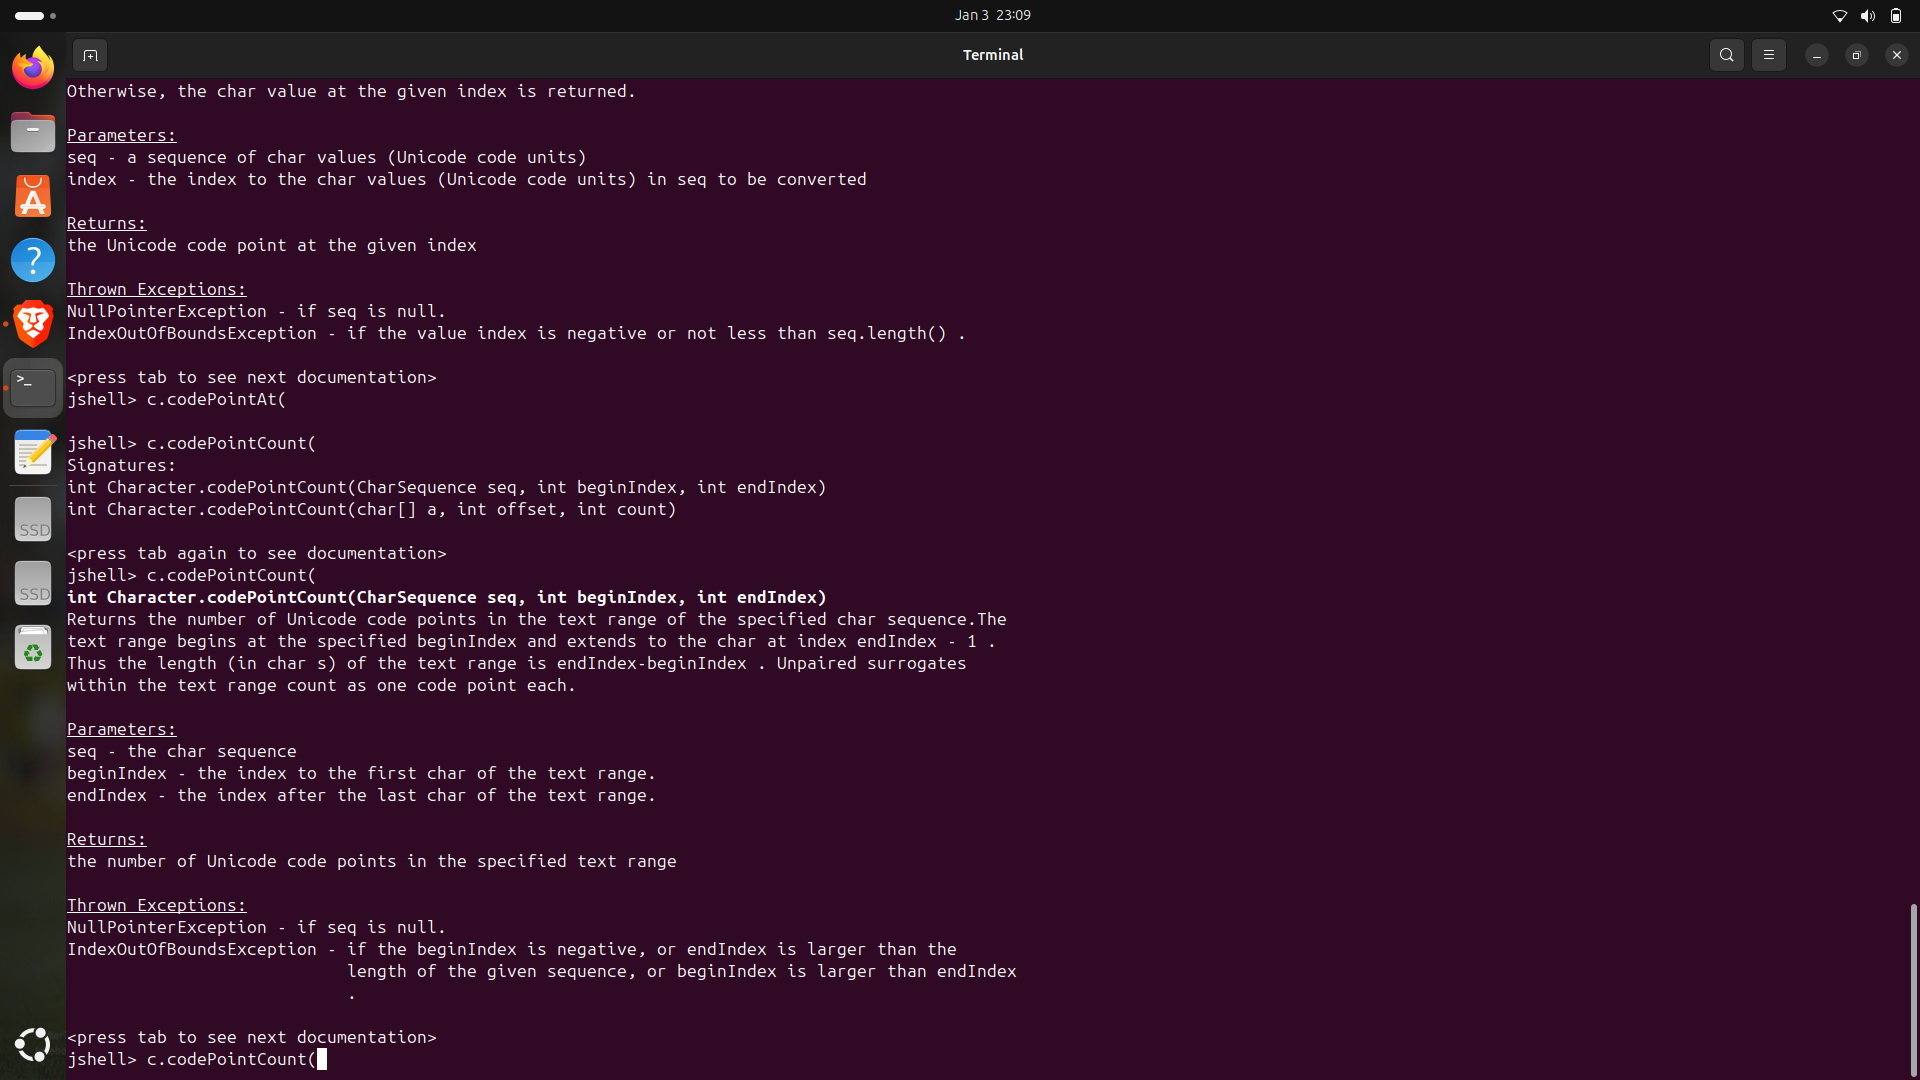 Jan 3 23:09
Terminal
Otherwise, the char value at the given index is returned.
Parameters:
seq - a sequence of char values (Unicode code units)
index - the index to the char values (Unicode code units) in seq to be converted
Returns:
the Unicode code point at the given index
Thrown Exceptions:
NullPointerException - if seq is null.
IndexOutOfBoundsException - if the value index is negative or not less than seq.length() .
<press tab to see next documentation>
jshell> c.codePointAt(
jshell> c.codePointCount(
Signatures:
int Character.codePointCount(CharSequence seq, int beginIndex, int endIndex)
int Character.codePointCount(char[] a, int offset, int count)
<press tab again to see documentation>
jshell> c.codePointCount(
int Character.codePointCount(CharSequence seq, int beginIndex, int endIndex)
Returns the number of Unicode code points in the text range of the specified char sequence.The
text range begins at the specified beginIndex and extends to the char at index endIndex - 1 .
Thus the length (in char s) of the text range is endIndex-beginIndex . Unpaired surrogates
within the text range count as one code point each.
Parameters:
seq - the char sequence
beginIndex - the index to the first char of the text range.
endIndex - the index after the last char of the text range.
Returns:
the number of Unicode code points in the specified text range
Thrown Exceptions:
NullPointerException - if seq is null.
IndexOutOfBoundsException - if the beginIndex is negative, or endIndex is larger than the
length of the given sequence, or beginIndex is larger than endIndex
.
<press tab to see next documentation>
jshell> c.codePointCount(
SSD
SSD